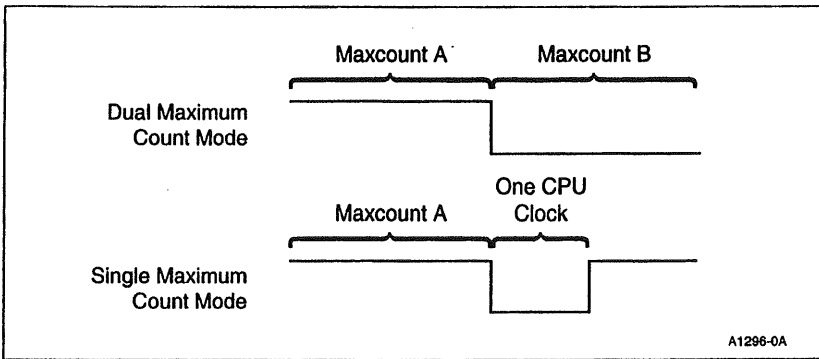 Maxcount A
Maxcount B
Dual Maximum
Count Mode
One CPU
Clock
Maxcount A
Single Maximum
Count Mode
A1296-0A